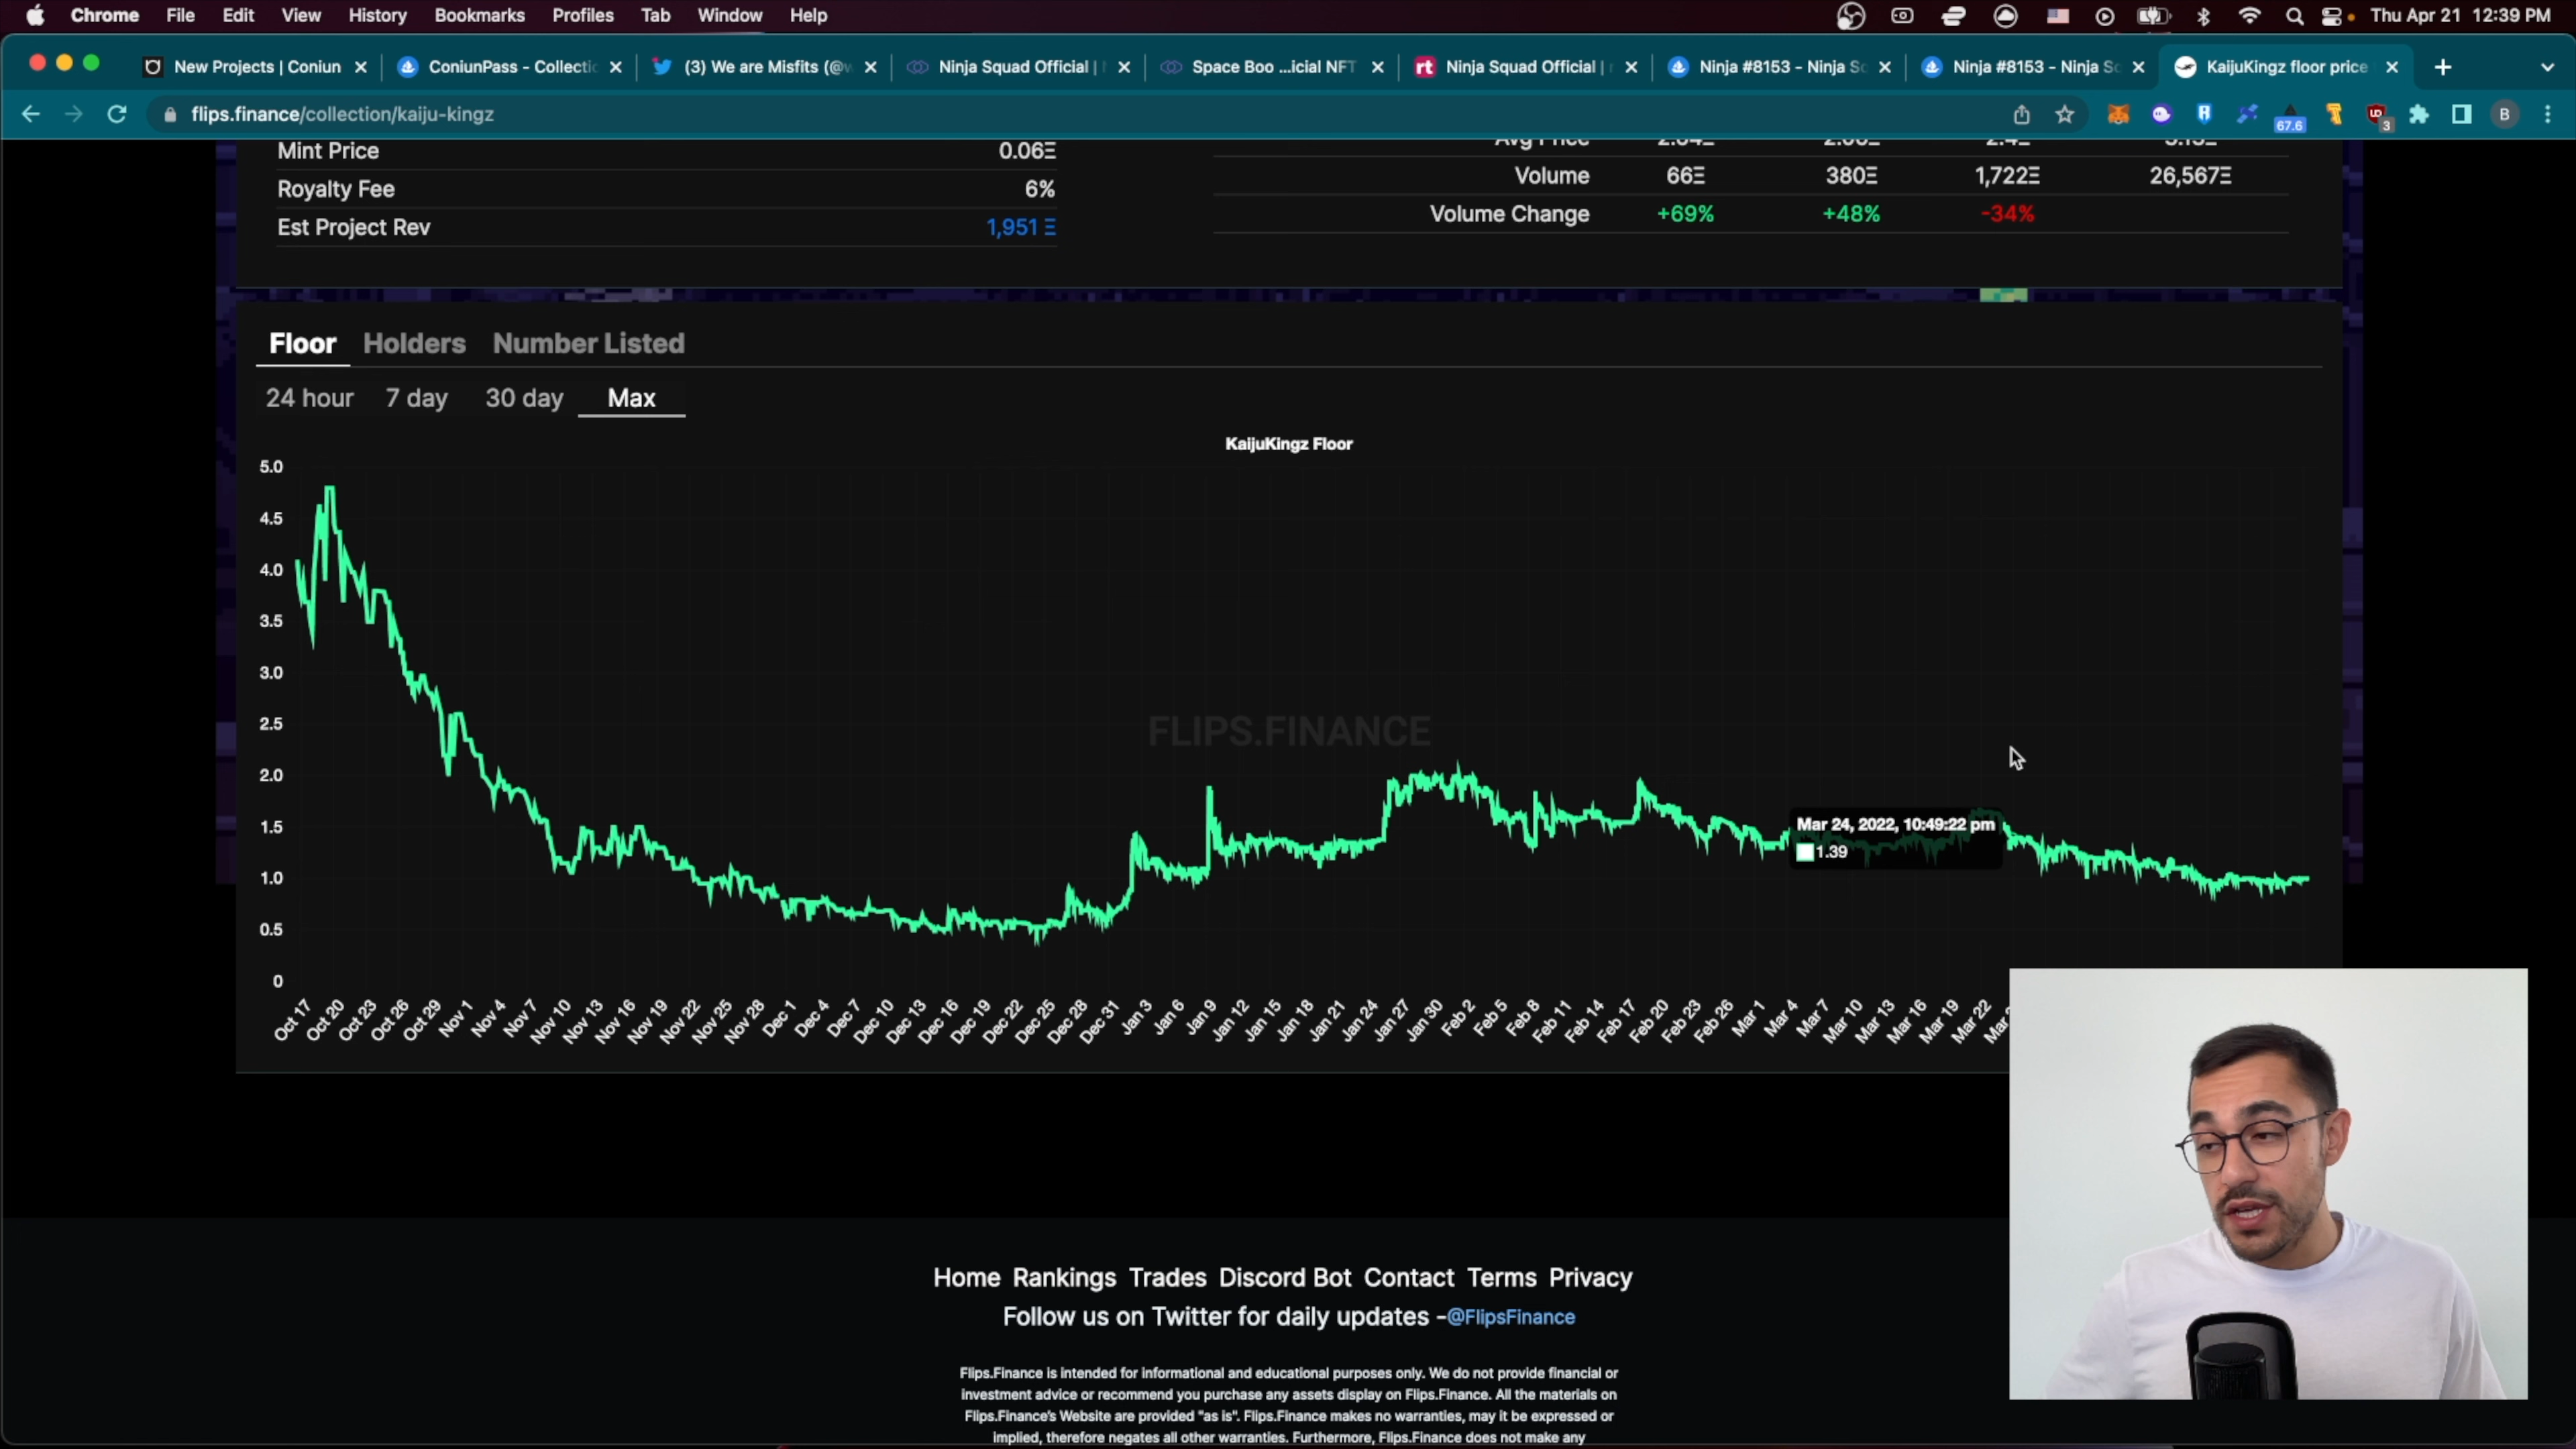 Chrome File Edit View History Bookmarks Profiles Tab Window Help Thu Apr 21 12:39 PM
New Projects | Coniun ConiunPass - Collectic (3) We are Misfits (@w Ninja Squad Official | Space Boo ...icial NFT Ninja Squad Official | Ninja #8153 - Ninja Sc Ninja #8153 - Ninja Sc KaijuKingz floor price
flips.finance/collection/kaiju-kingz 67.6 3 B
Mint Price 0.06Ξ
Royalty Fee 6%
Est Project Rev 1,951 Ξ
Avg Price
Volume 66Ξ 380Ξ 1,722Ξ 26,567Ξ
Volume Change +69% +48% -34%
Floor Holders Number Listed
24 hour 7 day 30 day Max
KaijuKingz Floor
5.0
4.5
4.0
3.5
3.0
2.5
2.0
1.5
1.0
0.5
0
FLIPS.FINANCE
Mar 24, 2022, 10:49:22 pm
1.39
Oct 17 Oct 20 Oct 23 Oct 26 Oct 29 Nov 1 Nov 4 Nov 7 Nov 10 Nov 13 Nov 16 Nov 19 Nov 22 Nov 25 Nov 28 Dec 1 Dec 4 Dec 7 Dec 10 Dec 13 Dec 16 Dec 19 Dec 22 Dec 25 Dec 28 Dec 31 Jan 3 Jan 6 Jan 9 Jan 12 Jan 15 Jan 18 Jan 21 Jan 24 Jan 27 Jan 30 Feb 2 Feb 5 Feb 8 Feb 11 Feb 14 Feb 17 Feb 20 Feb 23 Feb 26 Mar 1 Mar 4 Mar 7 Mar 10 Mar 13 Mar 16 Mar 19 Mar 22 Mar
Home Rankings Trades Discord Bot Contact Terms Privacy
Follow us on Twitter for daily updates -@FlipsFinance
Flips.Finance is intended for informational and educational purposes only. We do not provide financial or
investment advice or recommend you purchase any assets display on Flips.Finance. All the materials on
Flips.Finance's Website are provided "as is". Flips.Finance makes no warranties, may it be expressed or
implied, therefore negates all other warranties. Furthermore, Flips.Finance does not make any